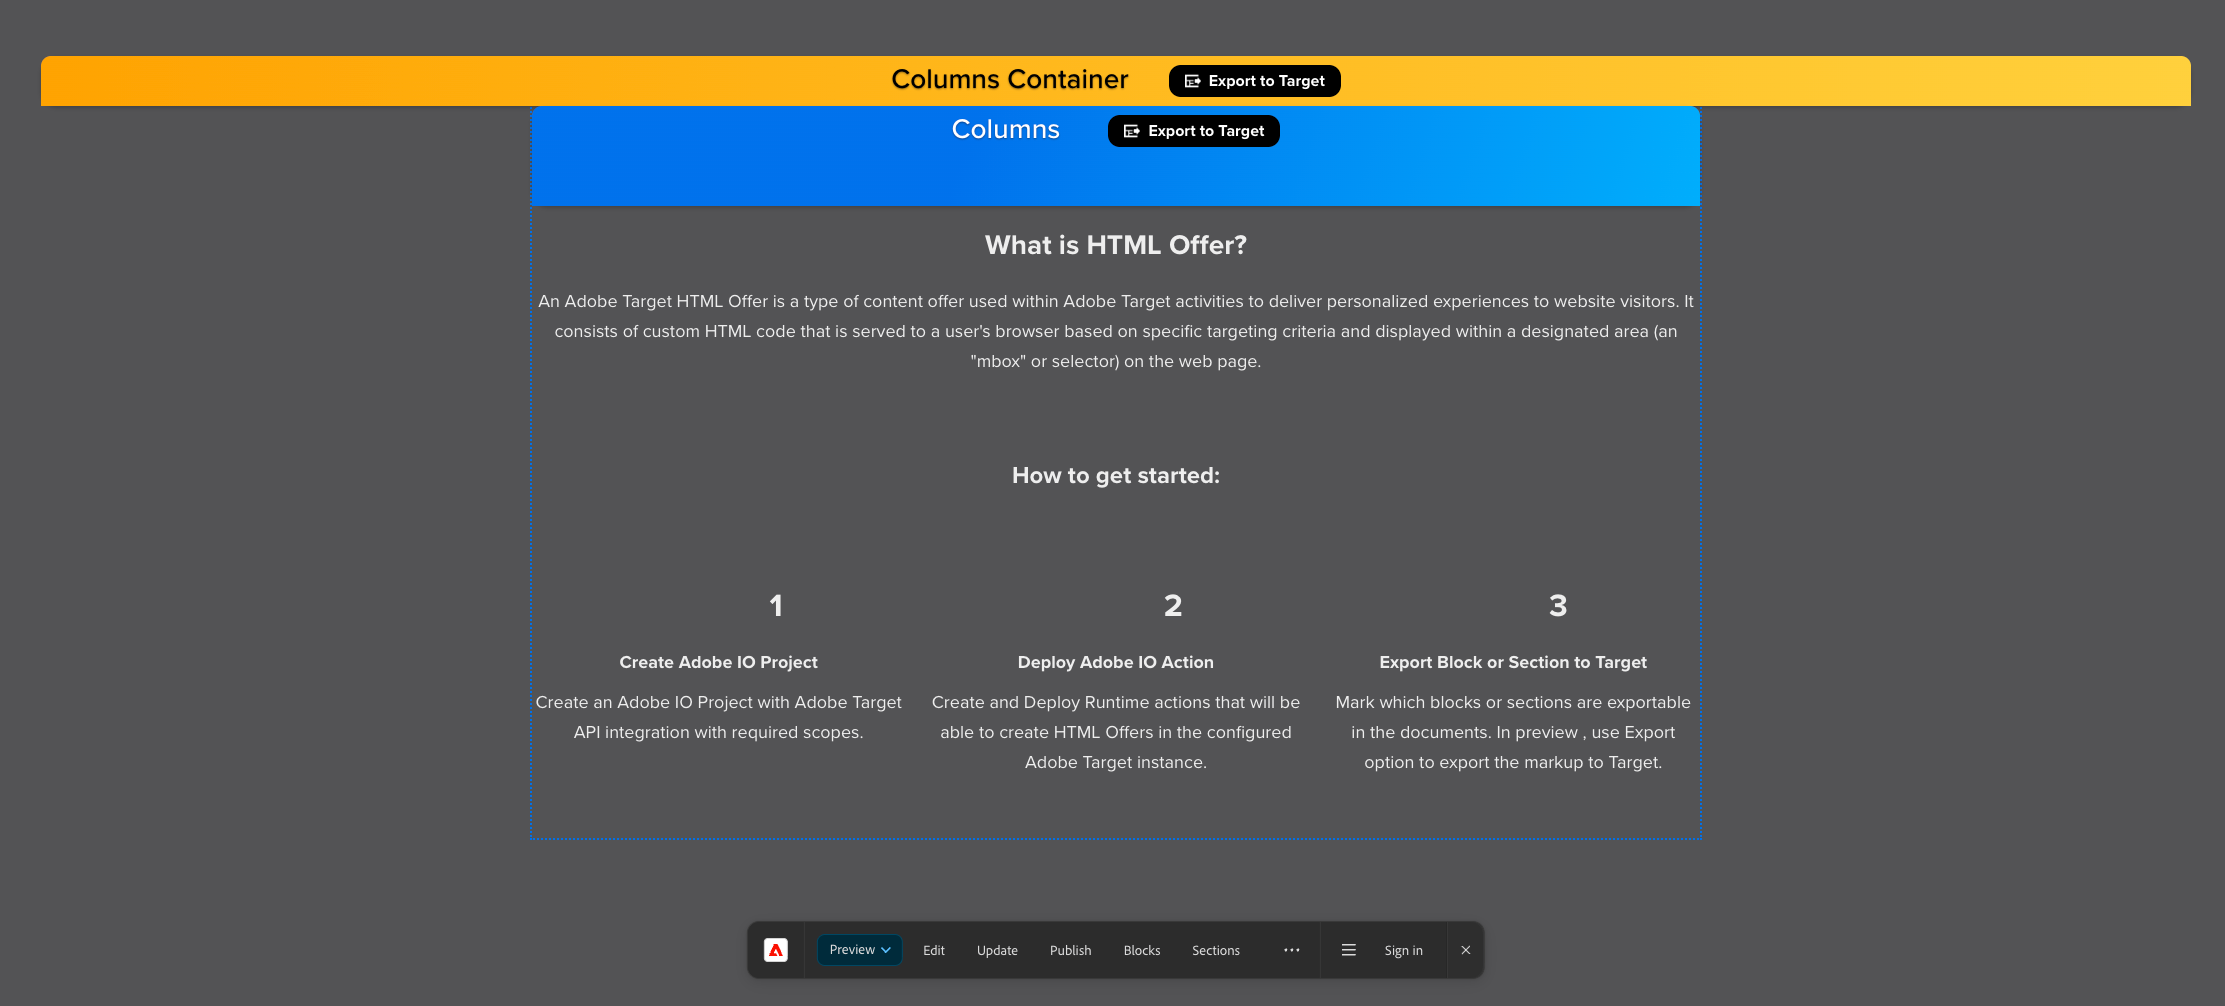 Columns Container
Export to Target
Columns
Export to Target
What is HTML Offer?
An Adobe Target HTML Offer is a type of content offer used within Adobe Target activities to deliver personalized experiences to website visitors. It
consists of custom HTML code that is served to a user's browser based on specific targeting criteria and displayed within a designated area (an
"mbox" or selector) on the web page.
How to get started:
1
Create Adobe IO Project
Create an Adobe IO Project with Adobe Target
API integration with required scopes.
2
Deploy Adobe IO Action
Create and Deploy Runtime actions that will be
able to create HTML Offers in the configured
Adobe Target instance.
3
Export Block or Section to Target
Mark which blocks or sections are exportable
in the documents. In preview , use Export
option to export the markup to Target.
Preview
Edit
Update
Publish
Blocks
Sections
Sign in